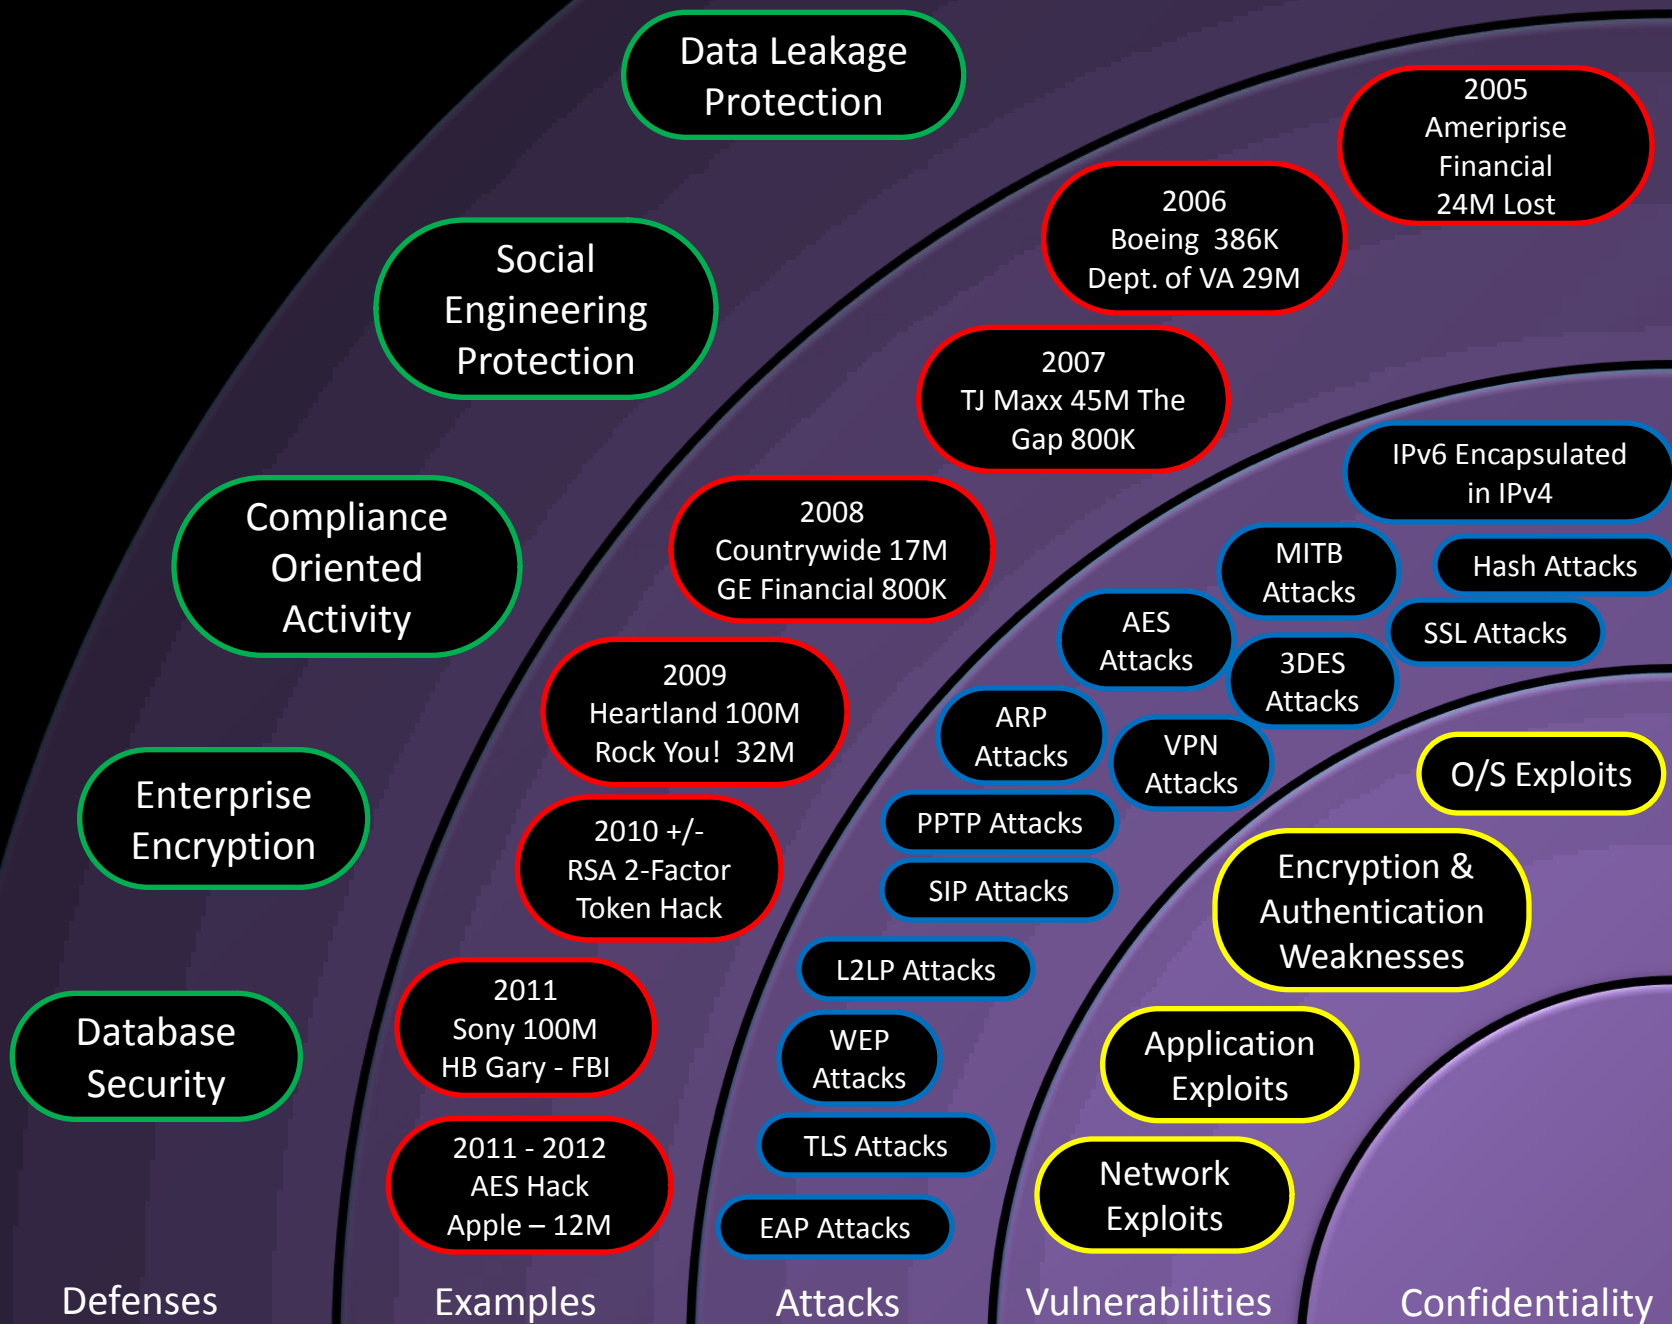 Data Leakage
Protection
2005
Ameriprise
Financial
24M Lost
2006
Boeing 386K
Dept. of VA 29M
Social
Engineering
Protection
2007
TJ Maxx 45M The
Gap 800K
IPv6 Encapsulated
in IPv4
Compliance
Oriented
Activity
2008
Countrywide 17M
GE Financial 800K
MITB
Attacks
Hash Attacks
AES
Attacks
SSL Attacks
3DES
Attacks
2009
Heartland 100M
Rock You! 32M
ARP
Attacks
VPN
Attacks
O/S Exploits
Enterprise
Encryption
2010 +/-
RSA 2-Factor
Token Hack
PPTP Attacks
SIP Attacks
Encryption &
Authentication
Weaknesses
L2LP Attacks
Database
Security
2011
Sony 100M
HB Gary - FBI
WEP
Attacks
Application
Exploits
2011 - 2012
AES Hack
Apple – 12M
TLS Attacks
Network
Exploits
EAP Attacks
Defenses
Examples
Attacks
Vulnerabilities
Confidentiality